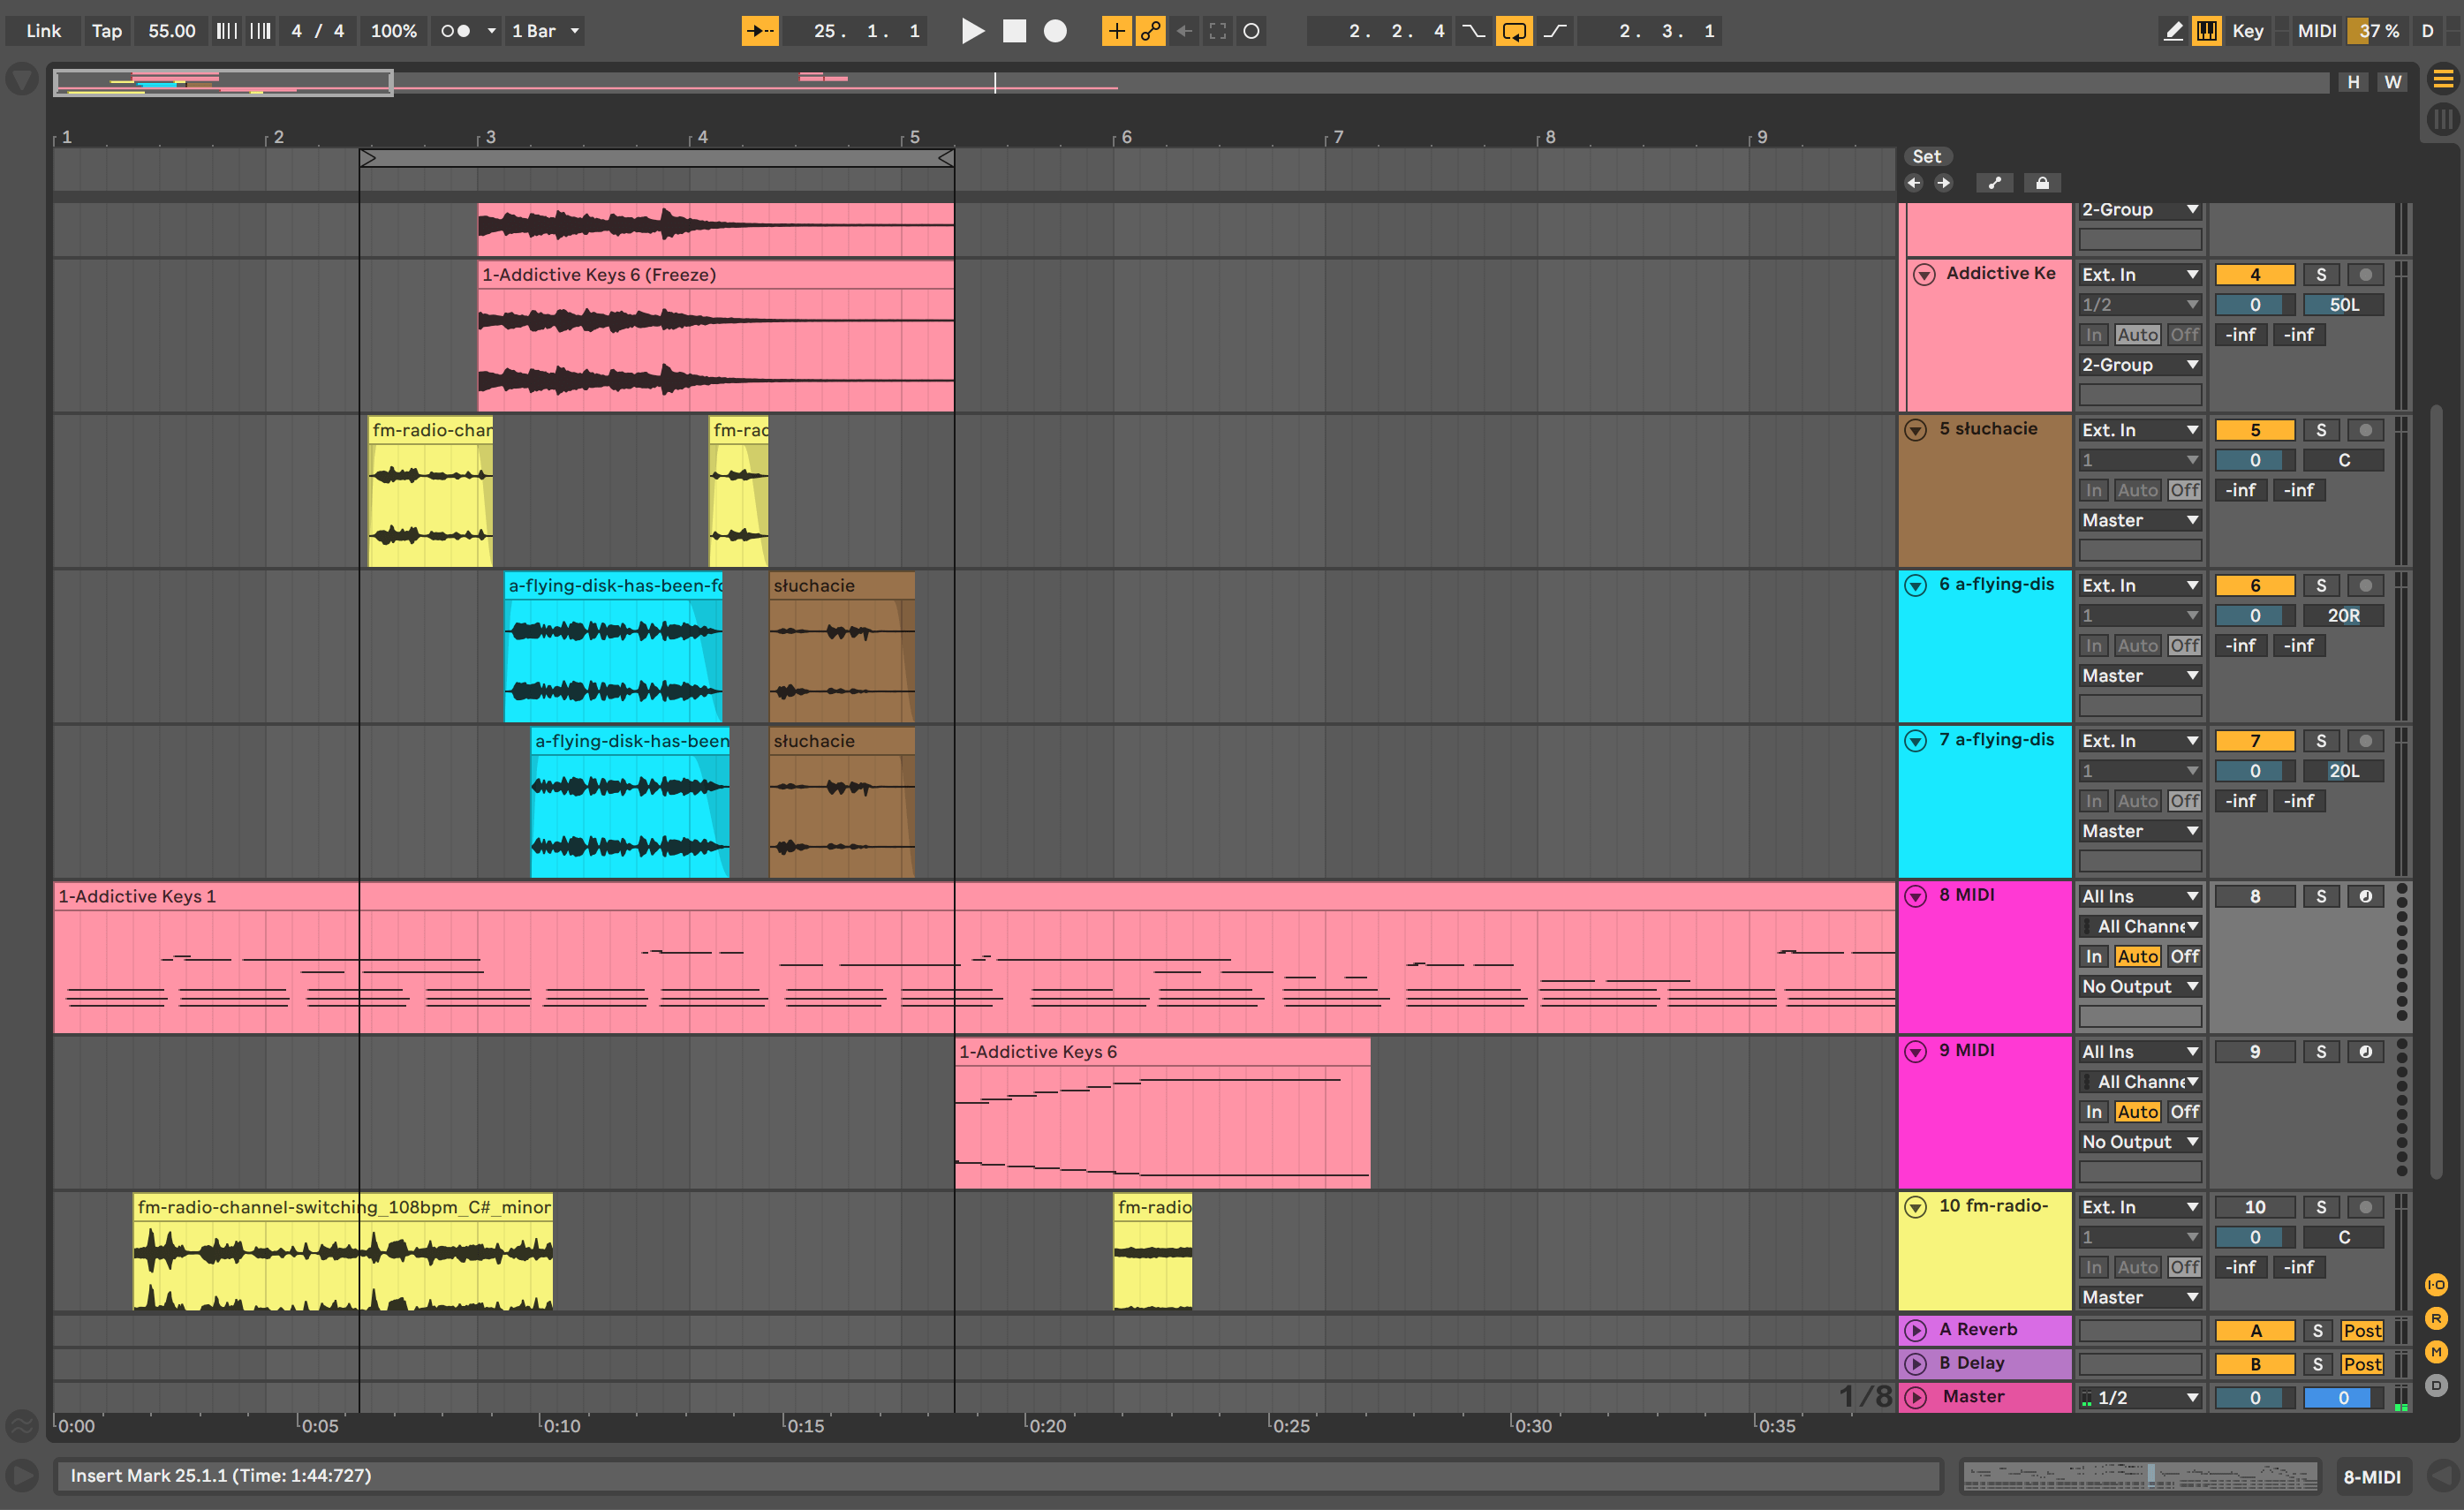 Link Tap 55.00 4 / 4 100% 1 Bar 25. 1. 1 2. 2. 4 2. 3. 1 Key MIDI 37 % D
H W
1 2 3 4 5 6 7 8 9
Set
2-Group
1-Addictive Keys 6 (Freeze) Addictive Ke Ext. In 4 S
1/2 0 50L
In Auto Off -inf -inf
2-Group
fm-radio-char fm-rad 5 słuchacie Ext. In 5 S
1 0 C
In Auto Off -inf -inf
Master
a-flying-disk-has-been-fo słuchacie 6 a-flying-dis Ext. In 6 S
1 0 20R
In Auto Off -inf -inf
Master
a-flying-disk-has-been słuchacie 7 a-flying-dis Ext. In 7 S
1 0 20L
In Auto Off -inf -inf
Master
1-Addictive Keys 1 8 MIDI All Ins 8 S
All Channe
In Auto Off
No Output
1-Addictive Keys 6 9 MIDI All Ins 9 S
All Channe
In Auto Off
No Output
fm-radio-channel-switching_108bpm_C#_minor fm-radio 10 fm-radio- Ext. In 10 S
1 0 C
In Auto Off -inf -inf
Master
I·O
A Reverb A S Post R
B Delay B S Post M
1/8 Master 1/2 0 0 D
0:00 0:05 0:10 0:15 0:20 0:25 0:30 0:35
Insert Mark 25.1.1 (Time: 1:44:727) 8-MIDI